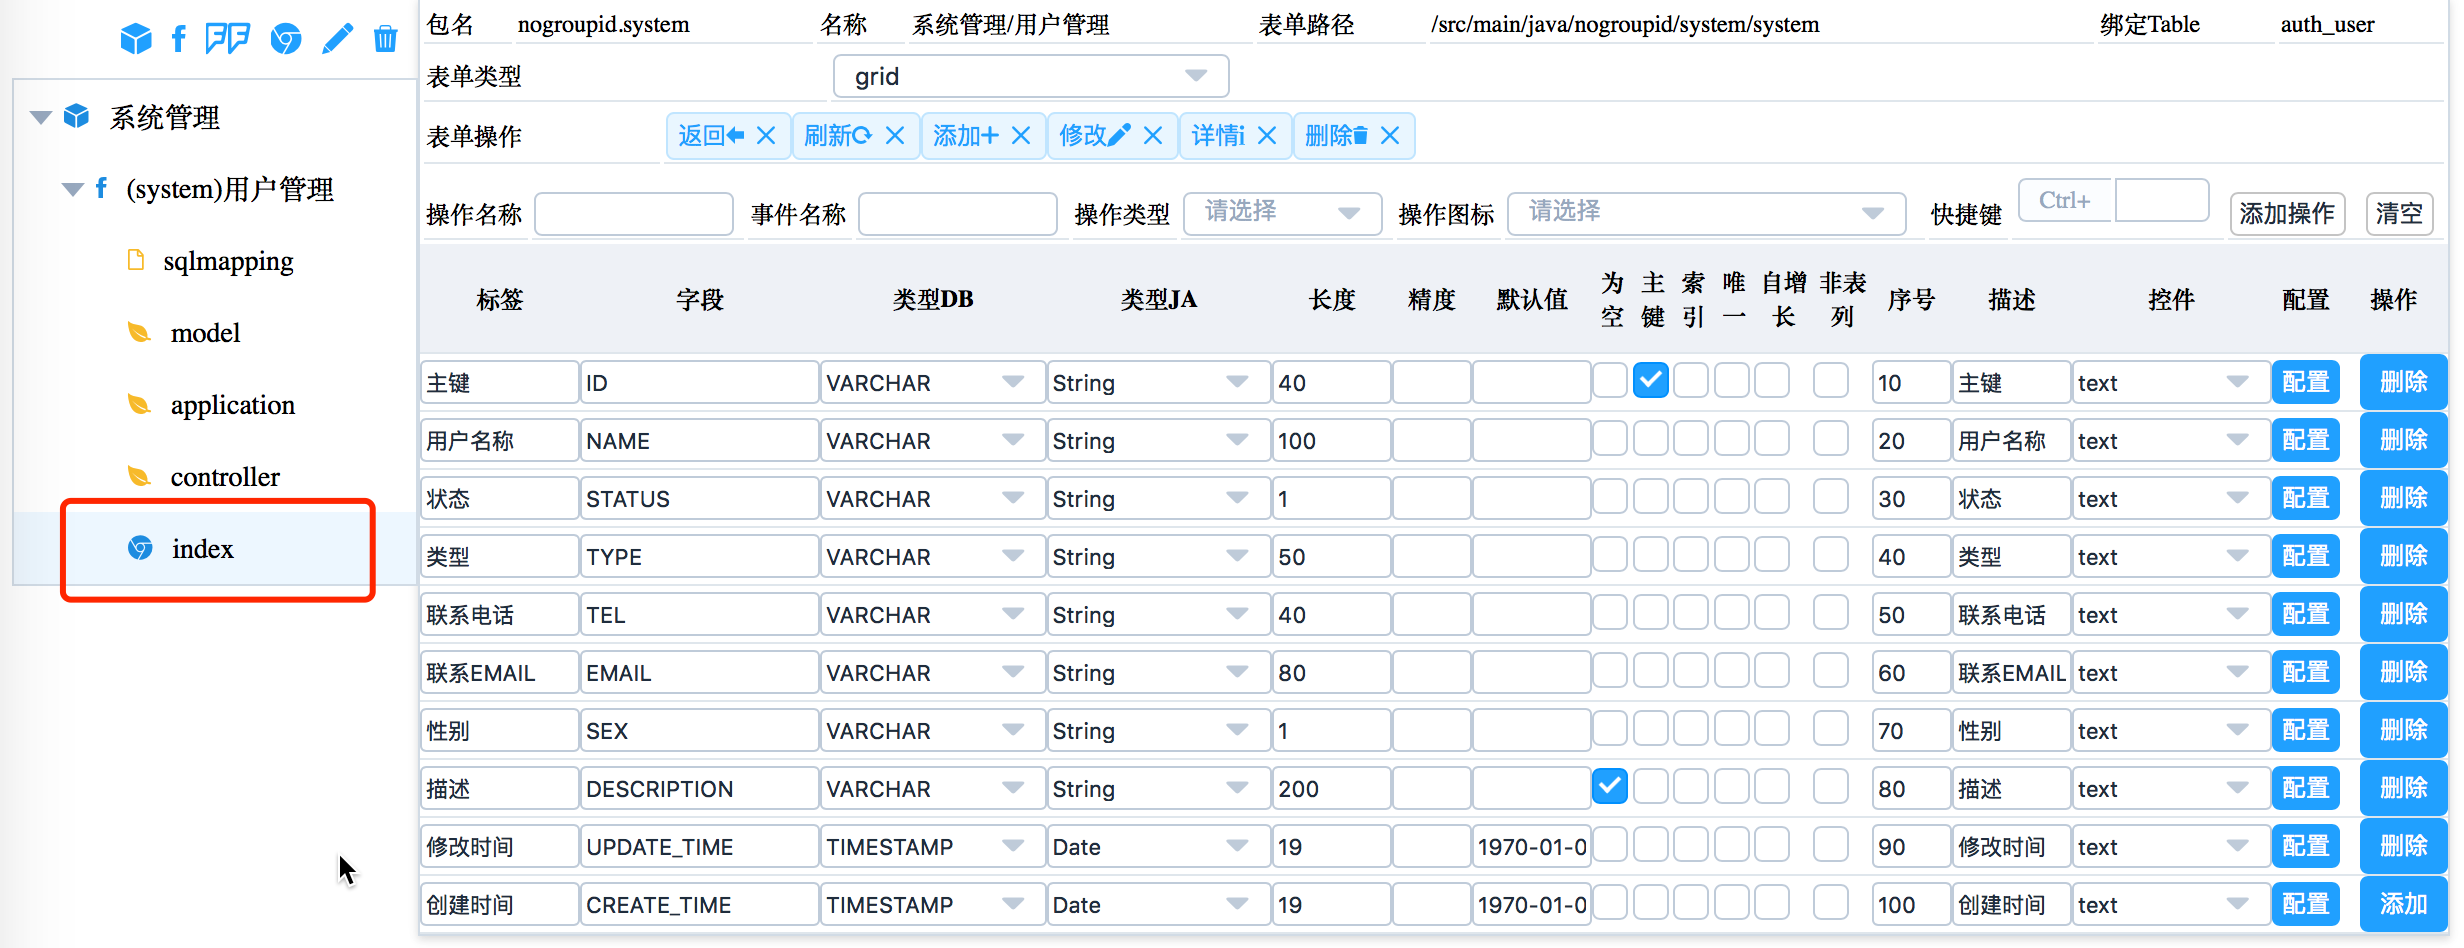 包名 nogroupid.system 名称 系统管理/用户管理 表单路径 /src/main/java/nogroupid/system/system 绑定Table auth_user
表单类型 grid
表单操作 返回 刷新 添加 修改 详情 删除
操作名称 事件名称 操作类型 请选择 操作图标 请选择 快捷键 Ctrl+ 添加操作 清空
系统管理
(system)用户管理
sqlmapping
model
application
controller
index
标签 字段 类型DB 类型JA 长度 精度 默认值 为空 主键 索引 唯一 自增长 非表列 序号 描述 控件 配置 操作
主键 ID VARCHAR String 40 10 主键 text 配置 删除
用户名称 NAME VARCHAR String 100 20 用户名称 text 配置 删除
状态 STATUS VARCHAR String 1 30 状态 text 配置 删除
类型 TYPE VARCHAR String 50 40 类型 text 配置 删除
联系电话 TEL VARCHAR String 40 50 联系电话 text 配置 删除
联系EMAIL EMAIL VARCHAR String 80 60 联系EMAIL text 配置 删除
性别 SEX VARCHAR String 1 70 性别 text 配置 删除
描述 DESCRIPTION VARCHAR String 200 80 描述 text 配置 删除
修改时间 UPDATE_TIME TIMESTAMP Date 19 1970-01-0 90 修改时间 text 配置 删除
创建时间 CREATE_TIME TIMESTAMP Date 19 1970-01-0 100 创建时间 text 配置 添加